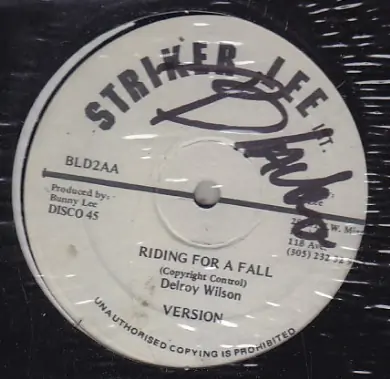 STRIKER LEE
BLD2AA
Produced by:
Bunny Lee
DISCO 45
118 Ave.
(305) 232
RIDING FOR A FALL
(Copyright Control)
Delroy Wilson
VERSION
UNAUTHORISED COPYING IS PROHIBITED